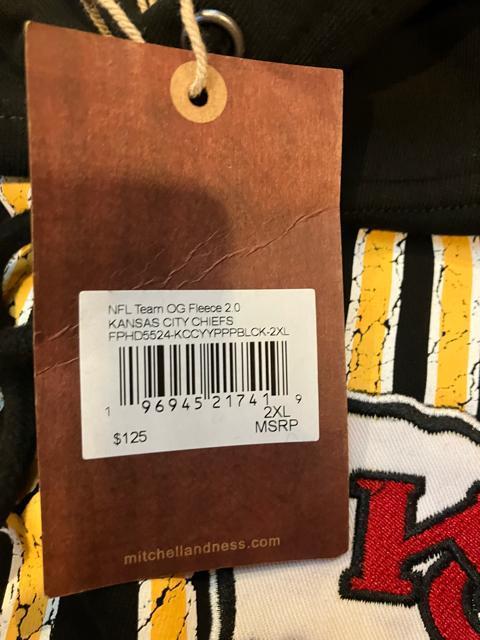 NFL Team OG Fleece 2.0
KANSAS CITY CHIEFS
FPHD5524-KCCYYPPPBLCK-2XL
1 96945 21741 9
2XL
$125 MSRP
mitchellandness.com
KC